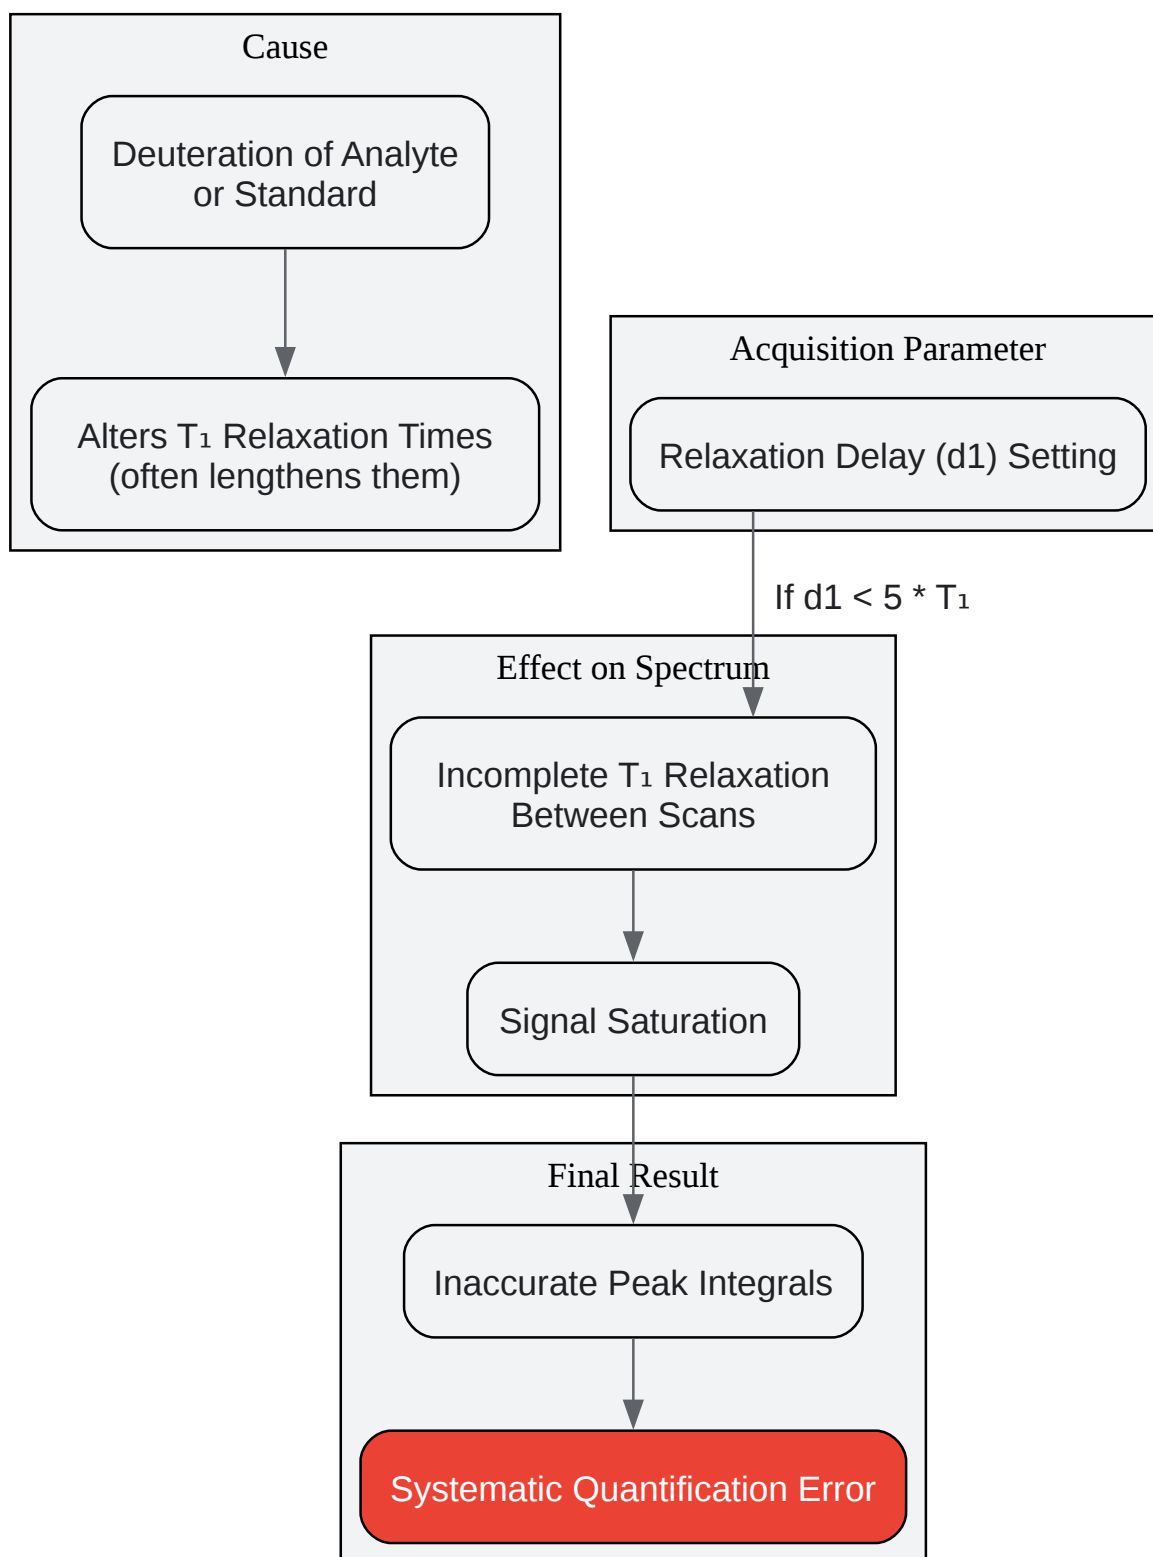 Cause
Deuteration of Analyte
or Standard
Alters T₁ Relaxation Times
(often lengthens them)
Acquisition Parameter
Relaxation Delay (d1) Setting
If d1 < 5 * T₁
Effect on Spectrum
Incomplete T₁ Relaxation
Between Scans
Signal Saturation
Final Result
Inaccurate Peak Integrals
Systematic Quantification Error